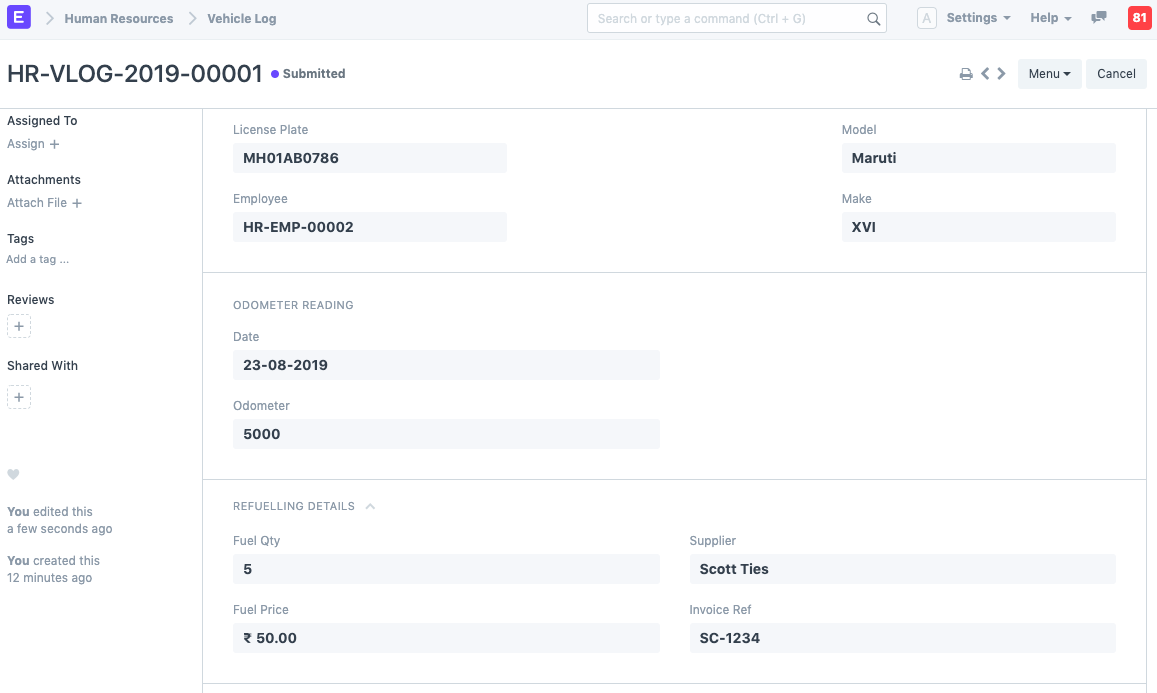 E
Human Resources
Vehicle Log
Search or type a command (Ctrl + G)
A
Settings
Help
81
HR-VLOG-2019-00001
Submitted
Menu
Cancel
Assigned To
Assign +
Attachments
Attach File +
Tags
Add a tag ...
Reviews
+
Shared With
+
You edited this
a few seconds ago
You created this
12 minutes ago
License Plate
MH01AB0786
Model
Maruti
Employee
HR-EMP-00002
Make
XVI
ODOMETER READING
Date
23-08-2019
Odometer
5000
REFUELLING DETAILS
Fuel Qty
5
Supplier
Scott Ties
Fuel Price
₹ 50.00
Invoice Ref
SC-1234